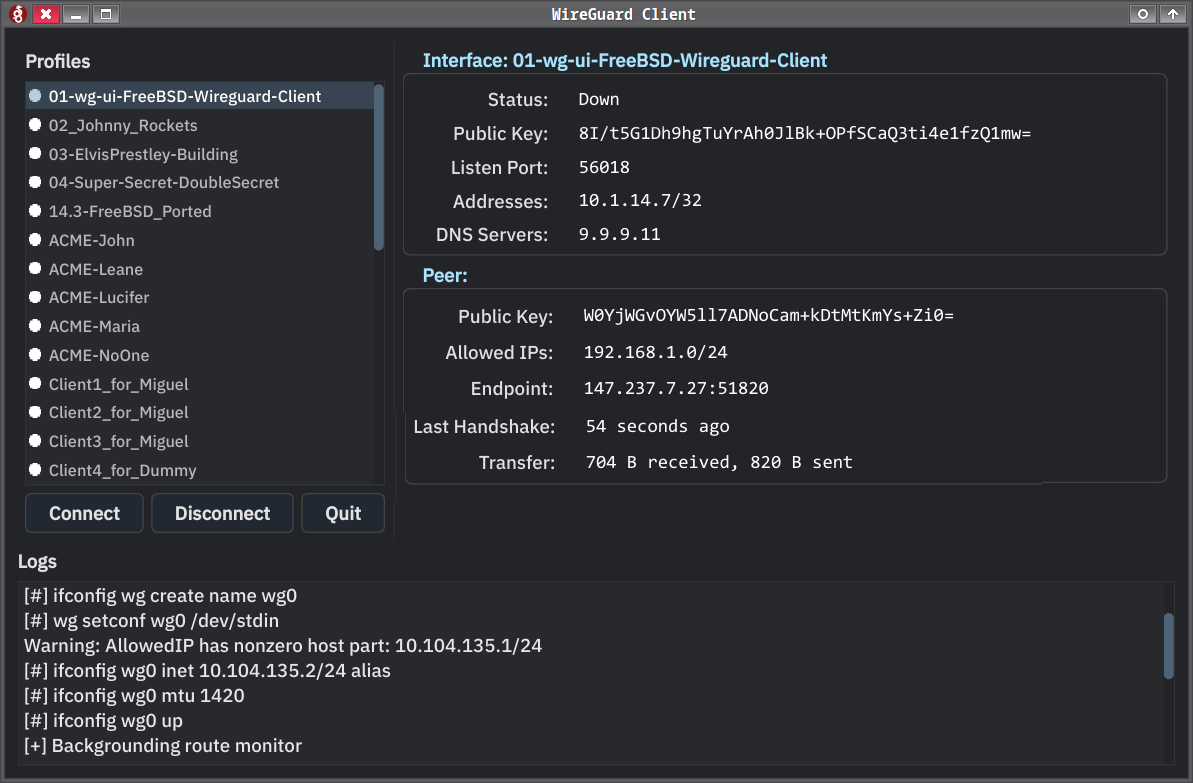 WireGuard Client
Profiles
01-wg-ui-FreeBSD-Wireguard-Client
02_Johnny_Rockets
03-ElvisPrestley-Building
04-Super-Secret-DoubleSecret
14.3-FreeBSD_Ported
ACME-John
ACME-Leane
ACME-Lucifer
ACME-Maria
ACME-NoOne
Client1_for_Miguel
Client2_for_Miguel
Client3_for_Miguel
Client4_for_Dummy
Connect Disconnect Quit
Interface: 01-wg-ui-FreeBSD-Wireguard-Client
Status: Down
Public Key: 8I/t5G1Dh9hgTuYrAh0JlBk+OPfSCaQ3ti4e1fzQ1mw=
Listen Port: 56018
Addresses: 10.1.14.7/32
DNS Servers: 9.9.9.11
Peer:
Public Key: W0YjWGvOYW5ll7ADNoCam+kDtMtKmYs+Zi0=
Allowed IPs: 192.168.1.0/24
Endpoint: 147.237.7.27:51820
Last Handshake: 54 seconds ago
Transfer: 704 B received, 820 B sent
Logs
[#] ifconfig wg create name wg0
[#] wg setconf wg0 /dev/stdin
Warning: AllowedIP has nonzero host part: 10.104.135.1/24
[#] ifconfig wg0 inet 10.104.135.2/24 alias
[#] ifconfig wg0 mtu 1420
[#] ifconfig wg0 up
[+] Backgrounding route monitor